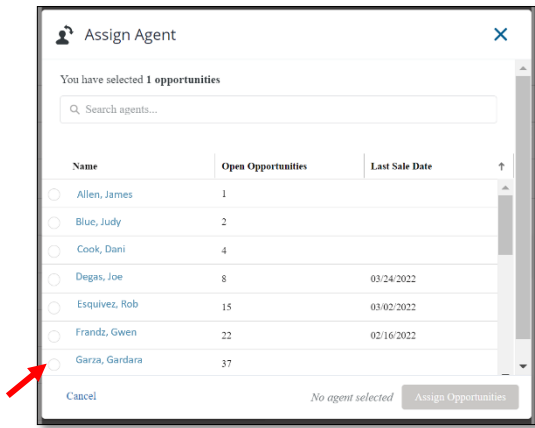 Assign Agent
You have selected 1 opportunities
Search agents...
Name Open Opportunities Last Sale Date
Allen, James 1
Blue, Judy 2
Cook, Dani 4
Degas, Joe 8 03/24/2022
Esquivez, Rob 15 03/02/2022
Frandz, Gwen 22 02/16/2022
Garza, Gardara 37
Cancel No agent selected Assign Opportunities